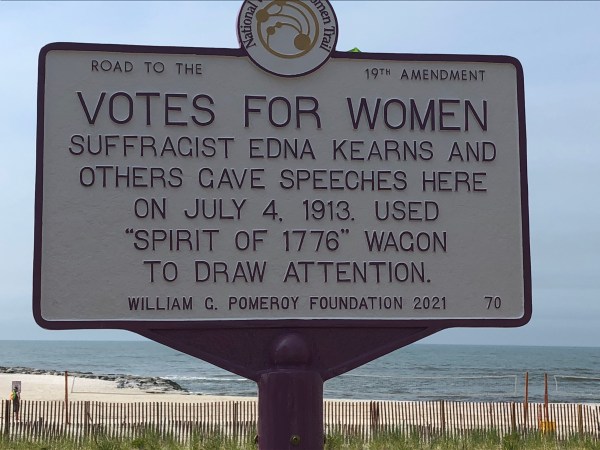 National Women Trail
ROAD TO THE 19TH AMENDMENT
VOTES FOR WOMEN
SUFFRAGIST EDNA KEARNS AND
OTHERS GAVE SPEECHES HERE
ON JULY 4, 1913. USED
“SPIRIT OF 1776” WAGON
TO DRAW ATTENTION.
WILLIAM G. POMEROY FOUNDATION 2021 70